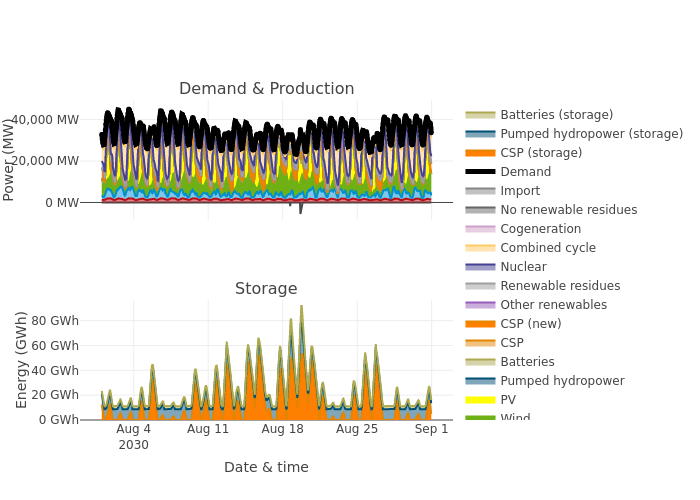 Demand & Production
Power (MW)
40,000 MW
20,000 MW
0 MW
Storage
Energy (GWh)
80 GWh
60 GWh
40 GWh
20 GWh
0 GWh
Aug 4
2030
Aug 11
Aug 18
Aug 25
Sep 1
Date & time
Batteries (storage)
Pumped hydropower (storage)
CSP (storage)
Demand
Import
No renewable residues
Cogeneration
Combined cycle
Nuclear
Renewable residues
Other renewables
CSP (new)
CSP
Batteries
Pumped hydropower
PV
Wind